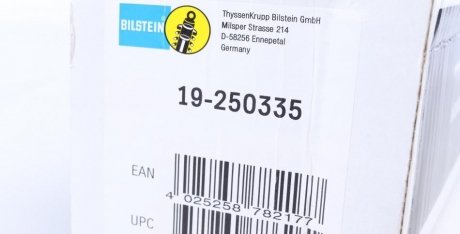 BILSTEIN
ThyssenKrupp Bilstein GmbH
Milsper Strasse 214
D-58256 Ennepetal
Germany
19-250335
EAN
4 025258 782177
UPC